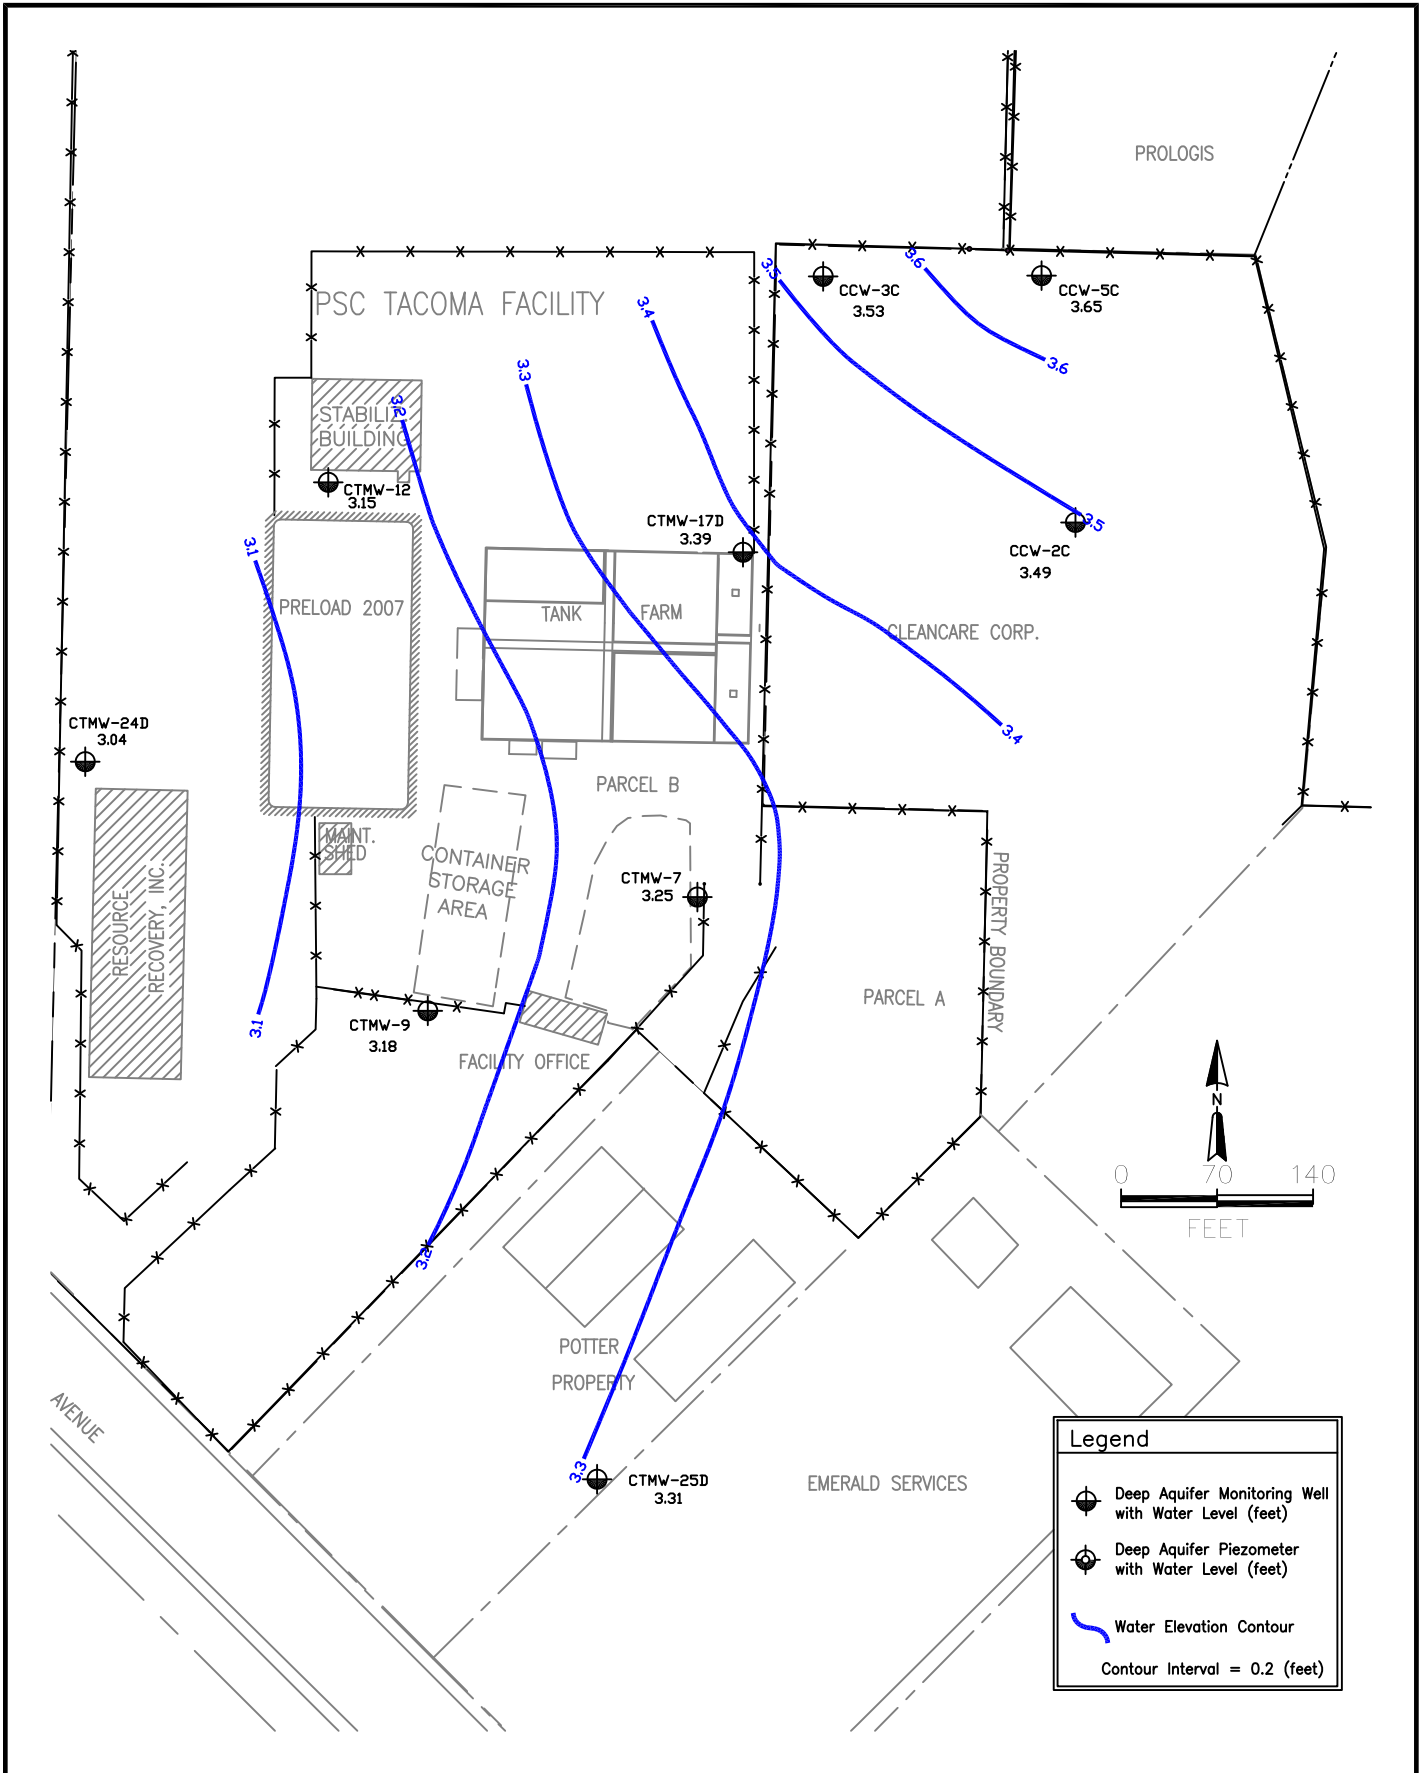 PROLOGIS
3.6
3.5
CCW-3C
3.53
CCW-5C
3.65
PSC TACOMA FACILITY
3.4
3.6
3.3
3.2
STABILIZ
BUILDING
CTMW-12
3.15
CTMW-17D
3.39
3.5
CCW-2C
3.49
3.1
PRELOAD 2007
TANK
FARM
CLEANCARE CORP.
CTMW-24D
3.04
3.4
PARCEL B
MAINT.
SHED
CONTAINER
STORAGE
AREA
CTMW-7
3.25
RESOURCE
RECOVERY, INC.
PROPERTY BOUNDARY
PARCEL A
3.1
CTMW-9
3.18
FACILITY OFFICE
N
0 70 140
FEET
3.2
POTTER
PROPERTY
AVENUE
3.3
CTMW-25D
3.31
EMERALD SERVICES
Legend
Deep Aquifer Monitoring Well
with Water Level (feet)
Deep Aquifer Piezometer
with Water Level (feet)
Water Elevation Contour
Contour Interval = 0.2 (feet)